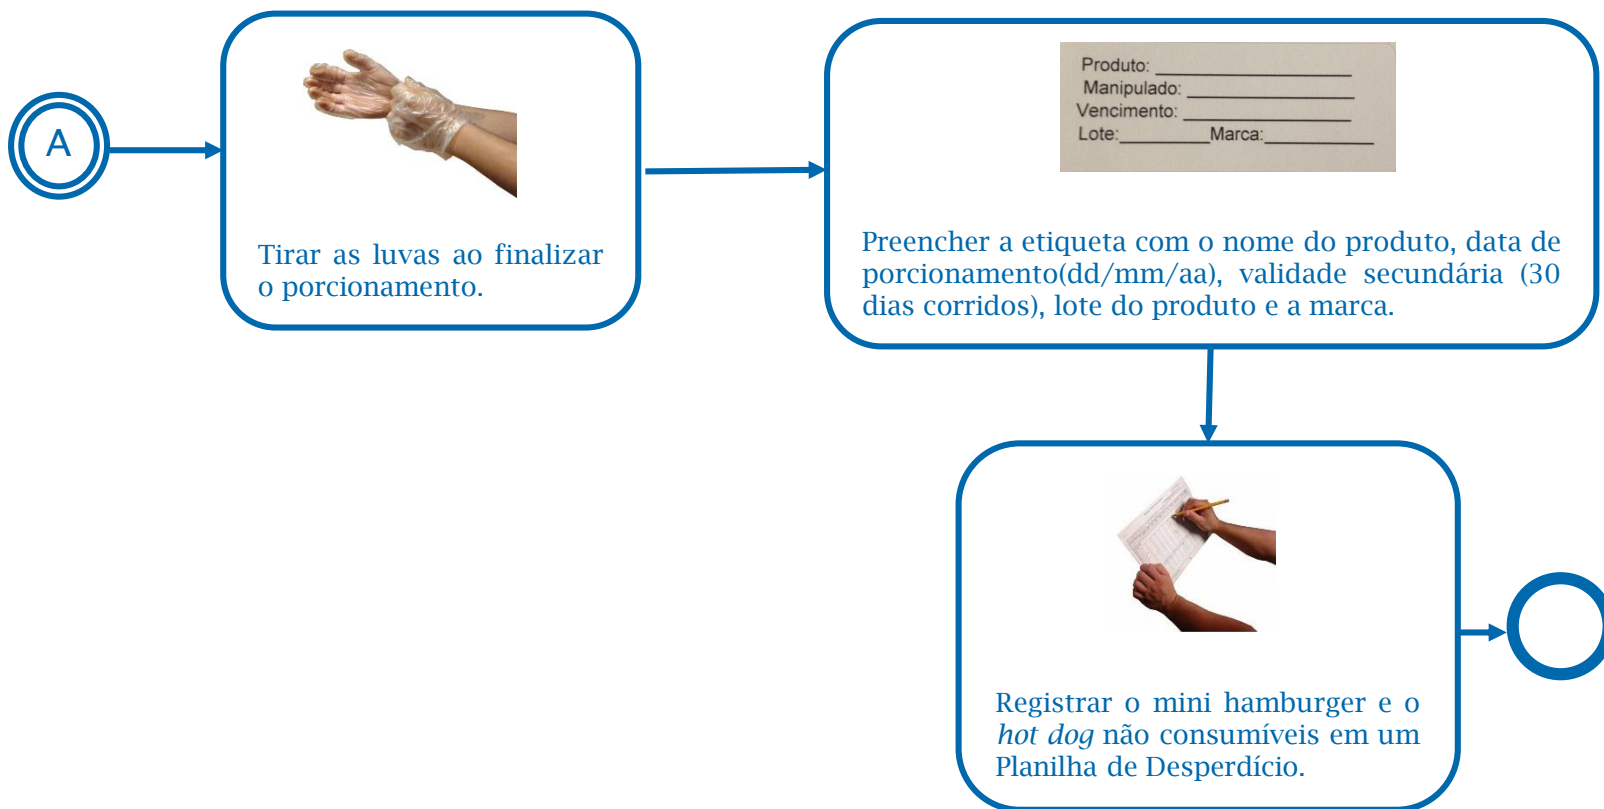 A
Tirar as luvas ao finalizar
o porcionamento.
Produto:
Manipulado:
Vencimento:
Lote: Marca:
Preencher a etiqueta com o nome do produto, data de
porcionamento(dd/mm/aa), validade secundária (30
dias corridos), lote do produto e a marca.
Registrar o mini hamburger e o
hot dog não consumíveis em um
Planilha de Desperdício.